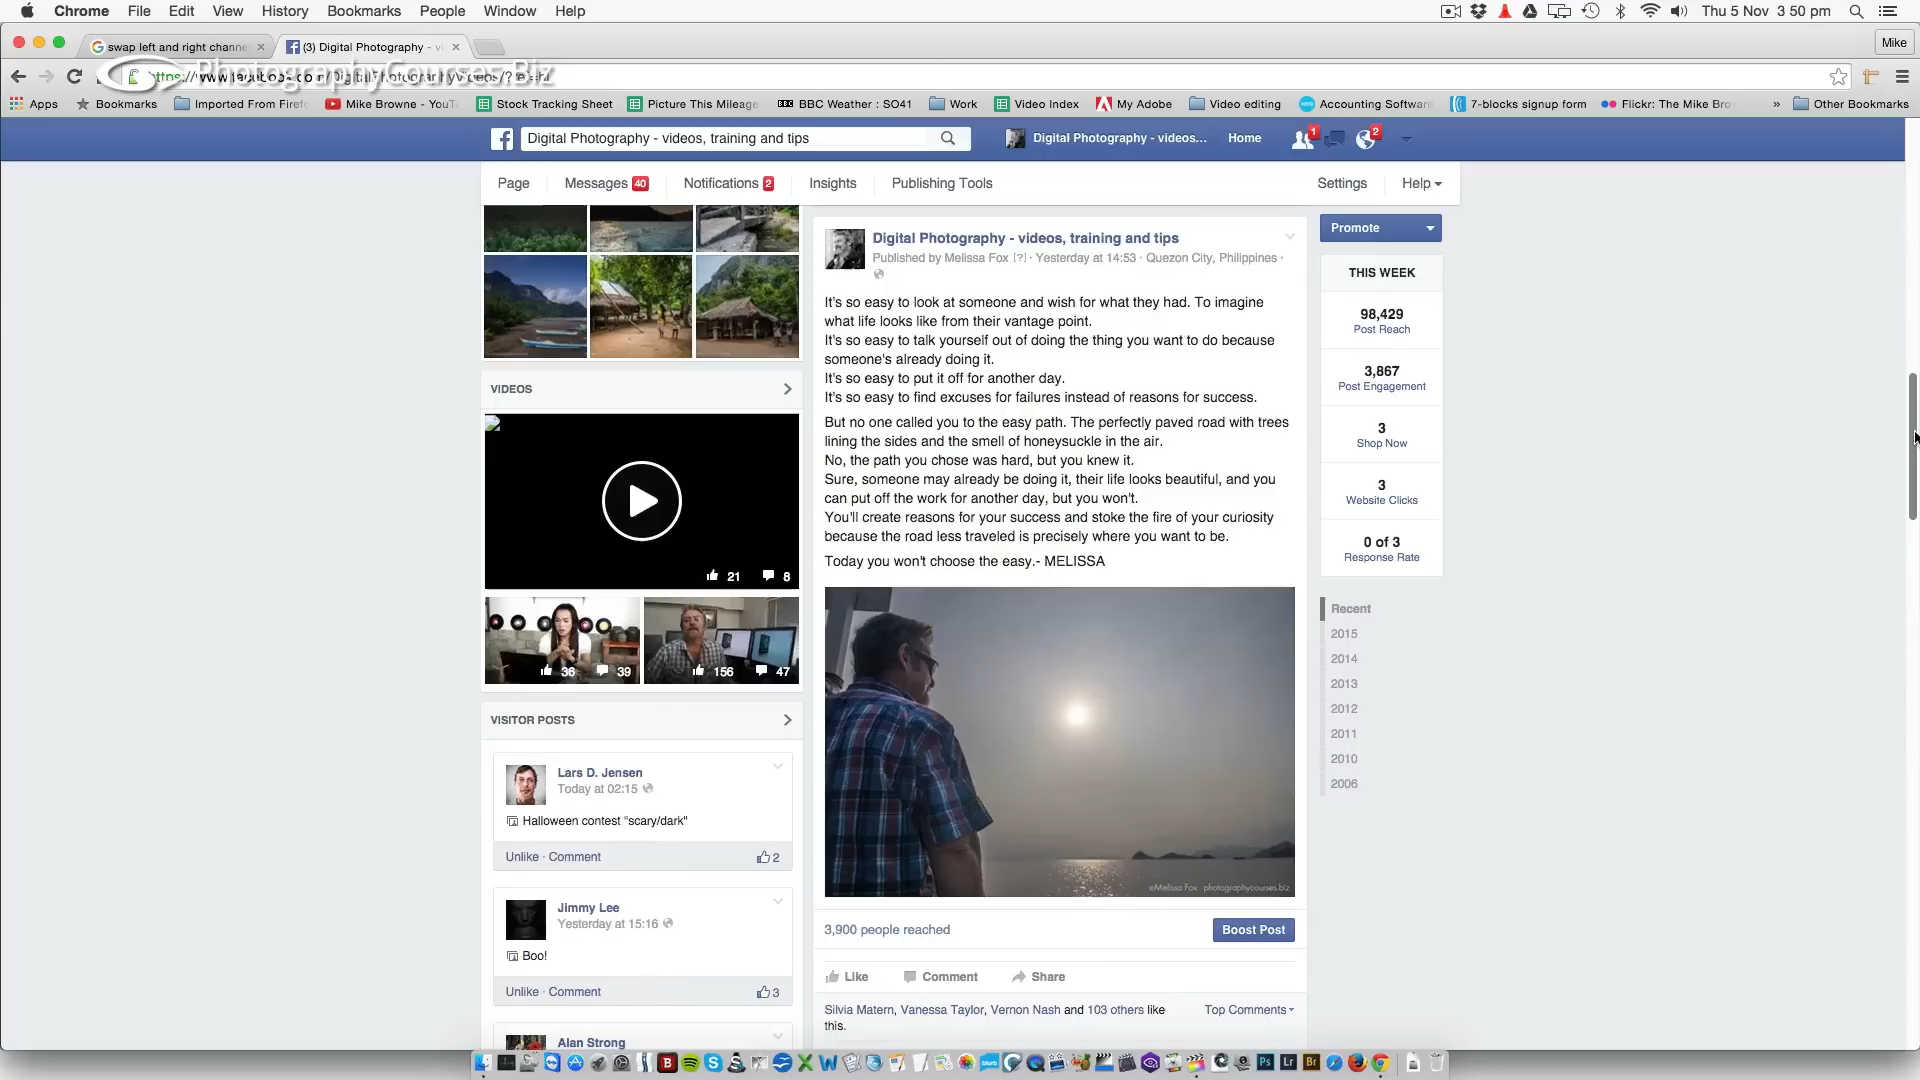 Chrome File Edit View History Bookmarks People Window Help
Thu 5 Nov 3 50 pm
swap left and right channe
(3) Digital Photography - vi
Mike
PhotographyCourses.Biz
Apps
Bookmarks
Imported From Firef
Mike Browne - YouT
Stock Tracking Sheet
Picture This Mileage
BBC Weather : SO41
Work
Video Index
My Adobe
Video editing
Accounting Software
7-blocks signup form
Flickr: The Mike Bro
»
Other Bookmarks
Digital Photography - videos, training and tips
Digital Photography - videos...
Home
1
2
Page
Messages 40
Notifications 2
Insights
Publishing Tools
Settings
Help
VIDEOS
21 8
36 39
156 47
VISITOR POSTS
Lars D. Jensen
Today at 02:15
Halloween contest "scary/dark"
Unlike · Comment
2
Jimmy Lee
Yesterday at 15:16
Boo!
Unlike · Comment
3
Alan Strong
Digital Photography - videos, training and tips
Published by Melissa Fox [?] · Yesterday at 14:53 · Quezon City, Philippines ·
It's so easy to look at someone and wish for what they had. To imagine
what life looks like from their vantage point.
It's so easy to talk yourself out of doing the thing you want to do because
someone's already doing it.
It's so easy to put it off for another day.
It's so easy to find excuses for failures instead of reasons for success.
But no one called you to the easy path. The perfectly paved road with trees
lining the sides and the smell of honeysuckle in the air.
No, the path you chose was hard, but you knew it.
Sure, someone may already be doing it, their life looks beautiful, and you
can put off the work for another day, but you won't.
You'll create reasons for your success and stoke the fire of your curiosity
because the road less traveled is precisely where you want to be.
Today you won't choose the easy.- MELISSA
©Melissa Fox · photographycourses.biz
3,900 people reached
Boost Post
Like
Comment
Share
Silvia Matern, Vanessa Taylor, Vernon Nash and 103 others like
this.
Top Comments
Promote
THIS WEEK
98,429
Post Reach
3,867
Post Engagement
3
Shop Now
3
Website Clicks
0 of 3
Response Rate
Recent
2015
2014
2013
2012
2011
2010
2006
Ps
Lr
Br